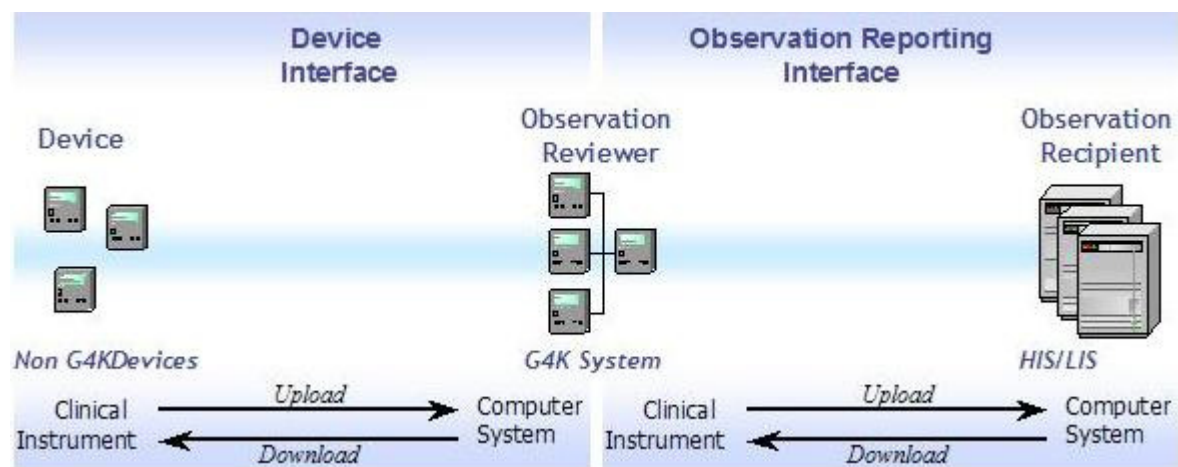 Device
Interface
Observation Reporting
Interface
Device
Observation
Reviewer
Observation
Recipient
Non G4KDevices
G4K System
HIS/LIS
Clinical
Instrument
Upload
Download
Computer
System
Clinical
Instrument
Upload
Download
Computer
System